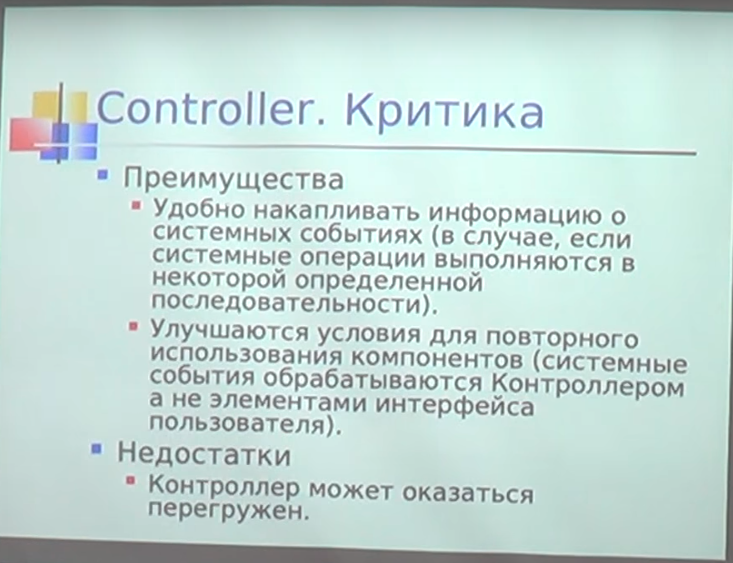 Controller. Критика
Преимущества
Удобно накапливать информацию о
системных событиях (в случае, если
системные операции выполняются в
некоторой определенной
последовательности).
Улучшаются условия для повторного
использования компонентов (системные
события обрабатываются Контроллером
а не элементами интерфейса
пользователя).
Недостатки
Контроллер может оказаться
перегружен.